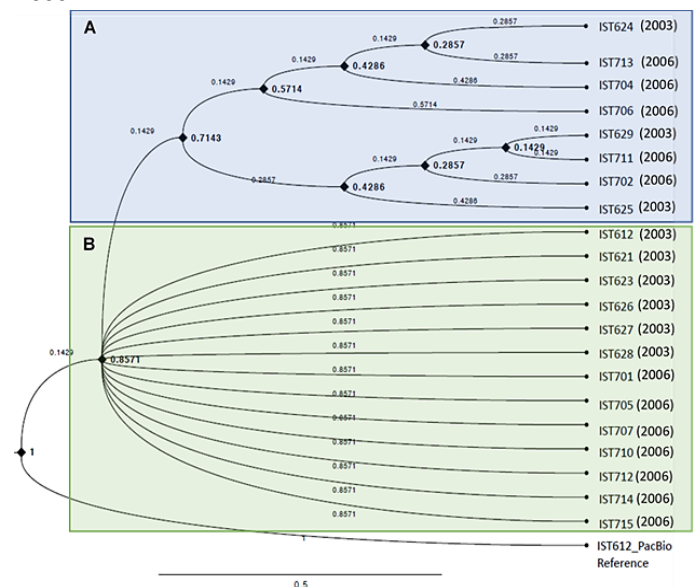 A
0.2857
IST624 (2003)
0.1429
0.2857
0.1429
0.2857
IST713 (2006)
0.4286
0.1429
0.4286
IST704 (2006)
0.5714
0.5714
IST706 (2006)
0.1429
0.7143
0.1429
IST629 (2003)
0.1429
0.1429
0.1429
IST711 (2006)
0.1429
0.2857
0.2857
0.4286
0.2857
IST702 (2006)
0.4286
IST625 (2003)
B
0.8571
IST612 (2003)
0.8571
IST621 (2003)
0.8571
IST623 (2003)
0.8571
IST626 (2003)
0.8571
IST627 (2003)
0.8571
IST628 (2003)
0.1429
0.8571
0.8571
IST701 (2006)
0.8571
IST705 (2006)
0.8571
IST707 (2006)
0.8571
IST710 (2006)
0.8571
IST712 (2006)
0.8571
IST714 (2006)
0.8571
IST715 (2006)
1
1
IST612_PacBio
Reference
0.5